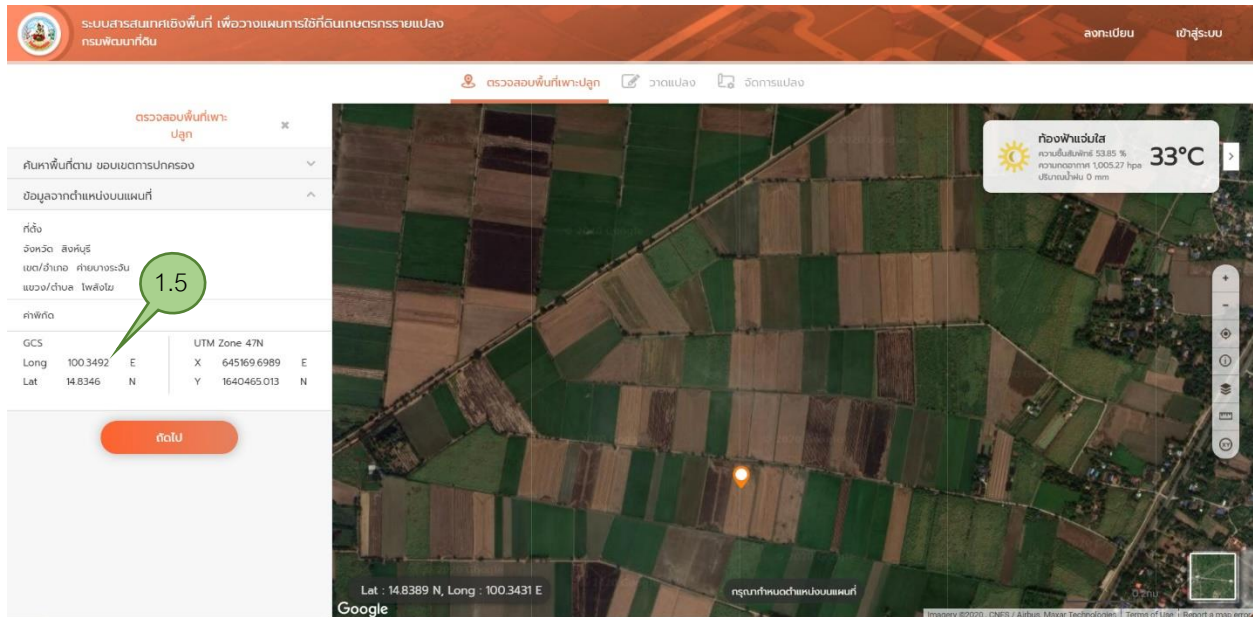 ระบบสารสนเทศเชิงพื้นที่ เพื่อวางแผนการใช้ที่ดินเกษตรกรรายแปลง
กรมพัฒนาที่ดิน
ลงทะเบียน
เข้าสู่ระบบ
ตรวจสอบพื้นที่เพาะปลูก
วาดแปลง
จัดการแปลง
ตรวจสอบพื้นที่เพาะ
ปลูก
ค้นหาพื้นที่ตาม ขอบเขตการปกครอง
ข้อมูลจากตำแหน่งบนแผนที่
ที่ตั้ง
จังหวัด สิงห์บุรี
เขต/อำเภอ ค่ายบางระจัน
แขวง/ตำบล โพสังโฆ
1.5
ค่าพิกัด
GCS
Long 100.3492 E
Lat 14.8346 N
UTM Zone 47N
X 645169.6989 E
Y 1640465.013 N
ถัดไป
ท้องฟ้าแจ่มใส
ความชื้นสัมพัทธ์ 53.85 %
ความกดอากาศ 1,005.27 hpa
ปริมาณน้ำฝน 0 mm
33°C
+
-
XY
Lat : 14.8389 N, Long : 100.3431 E
กรุณากำหนดตำแหน่งบนแผนที่
0.2กม.
Google
Imagery ©2020 , CNES / Airbus, Maxar Technologies Terms of Use Report a map error